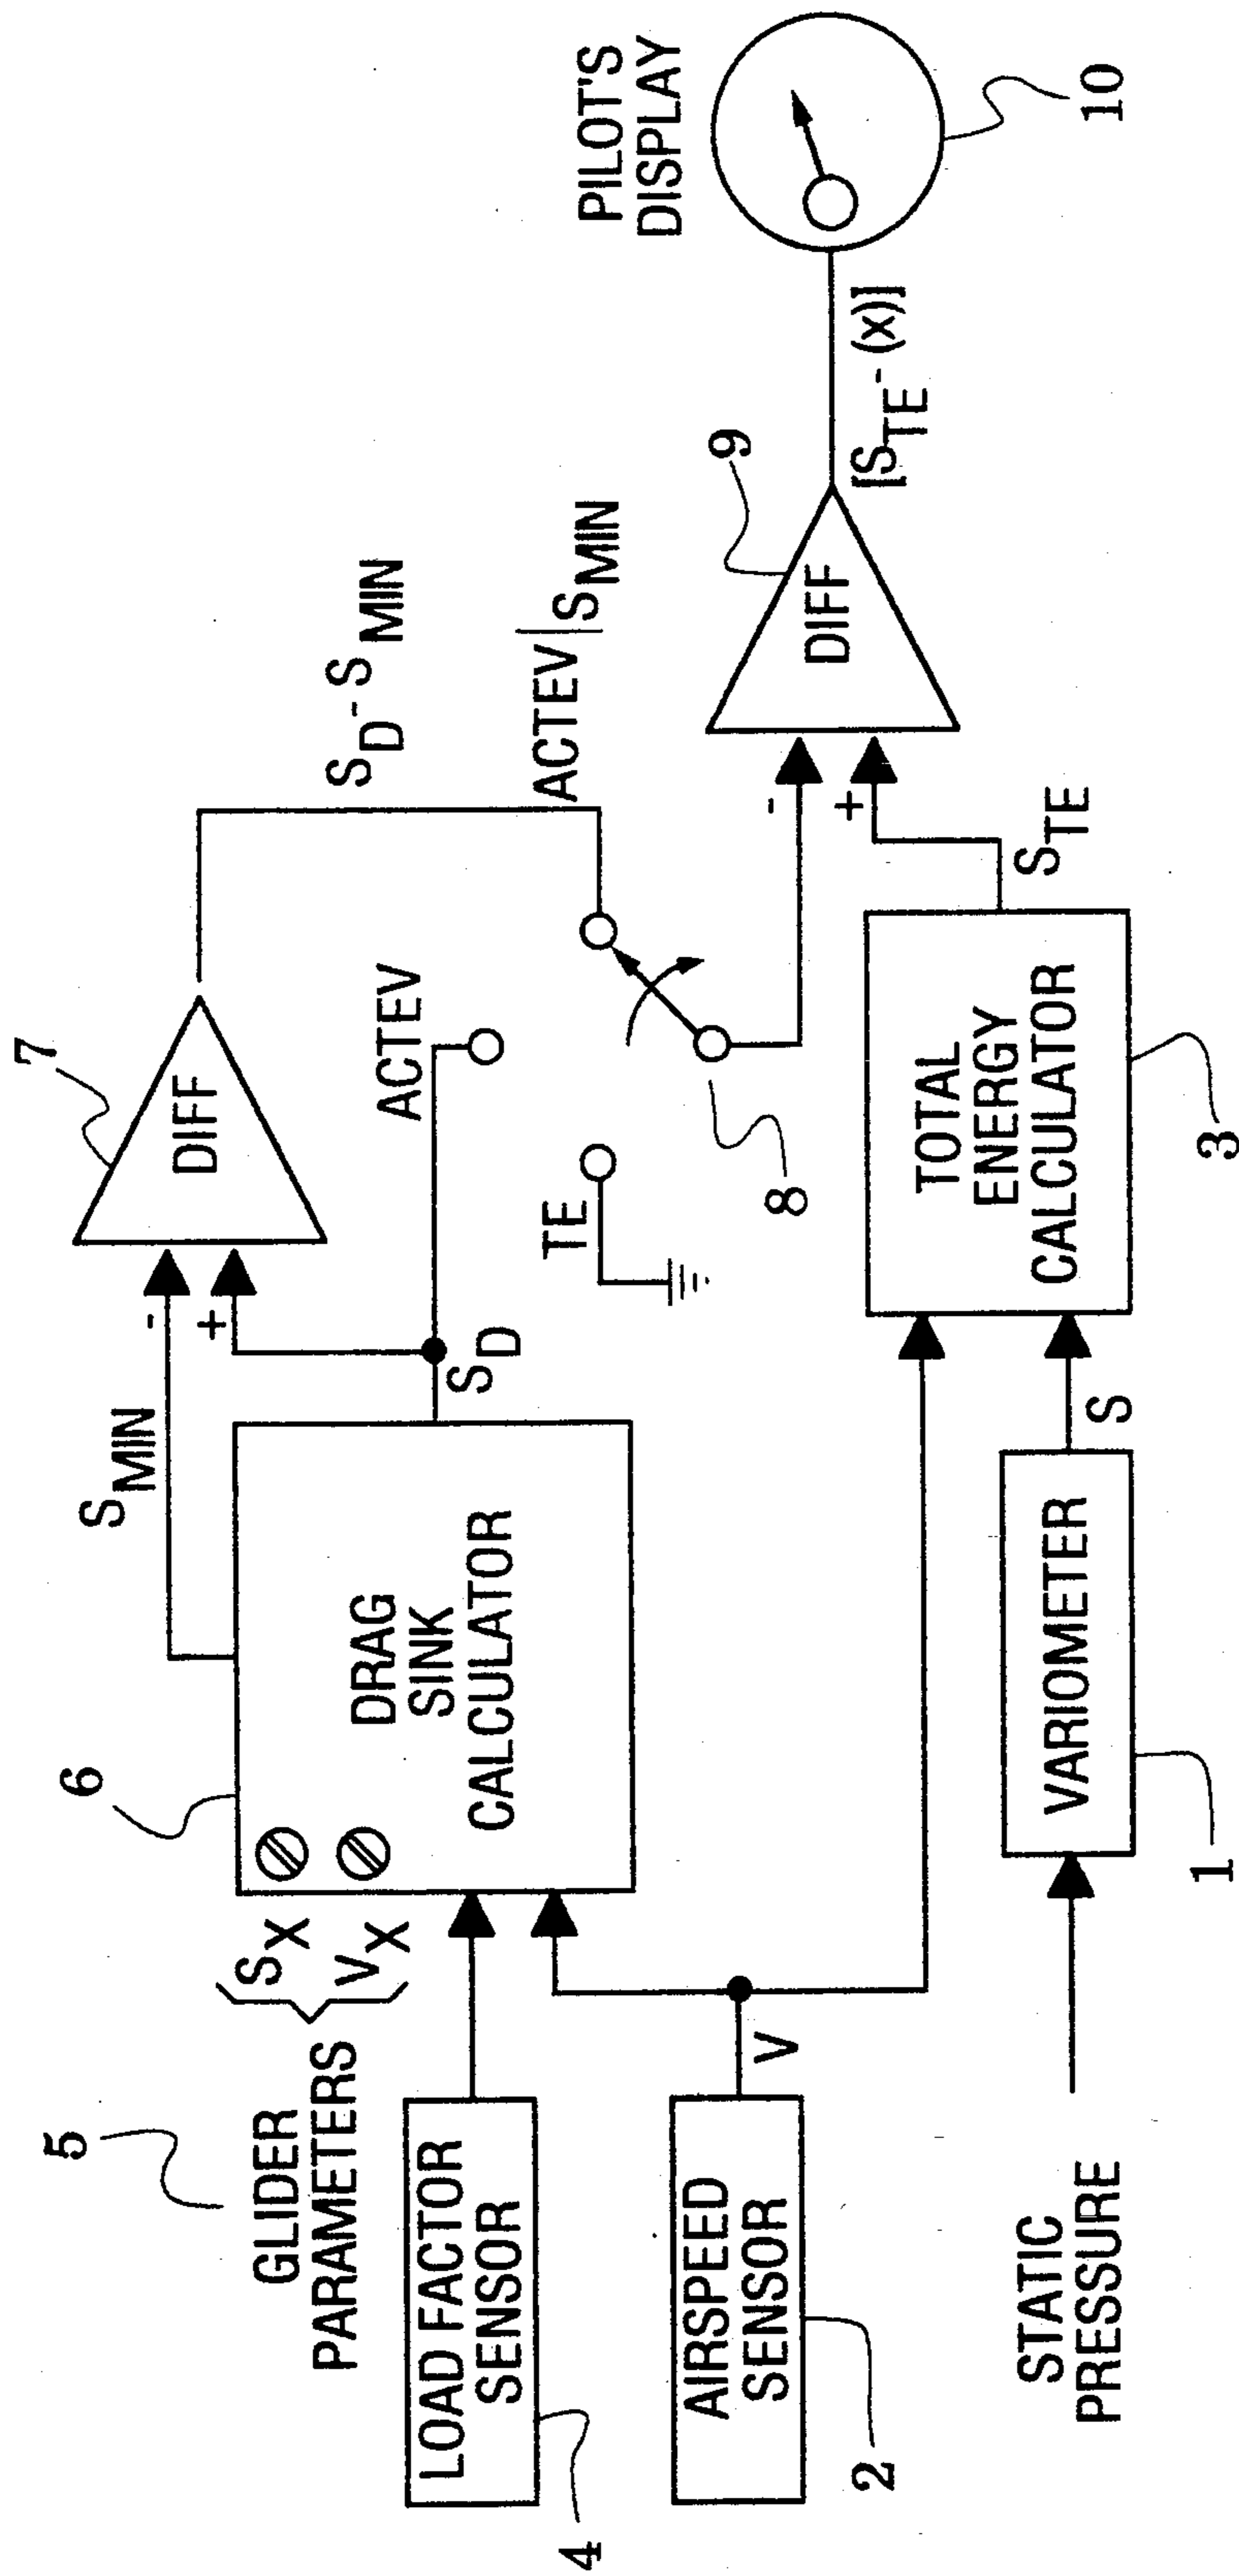 5
GLIDER
PARAMETERS
S_X
V_X
6
DRAG
SINK
CALCULATOR
S_MIN
-
+
S_D
7
DIFF
S_D - S_MIN
LOAD FACTOR
SENSOR
4
ACTEV
TE
ACTEV|S_MIN
8
AIRSPEED
SENSOR
2
V
-
+
DIFF
9
[S_TE - (x)]
PILOT'S
DISPLAY
10
STATIC
PRESSURE
VARIOMETER
1
S
TOTAL
ENERGY
CALCULATOR
3
S_TE